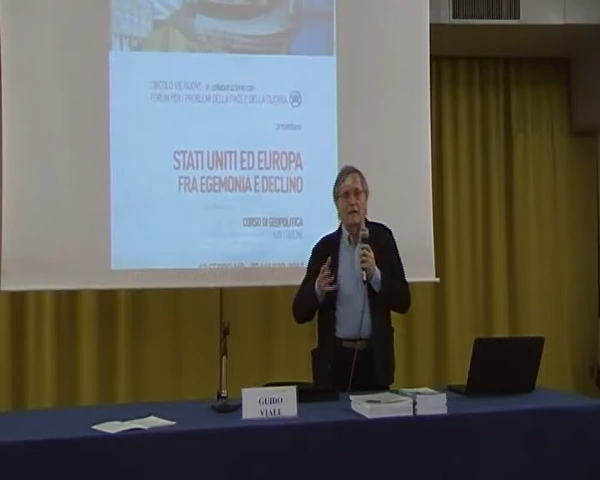 CIRCOLO VIE NUOVE in collaborazione con
FORUM PER I PROBLEMI DELLA PACE E DELLA GUERRA
presentano
STATI UNITI ED EUROPA
FRA EGEMONIA E DECLINO
CORSO DI GEOPOLITICA
GUIDO
VIALE